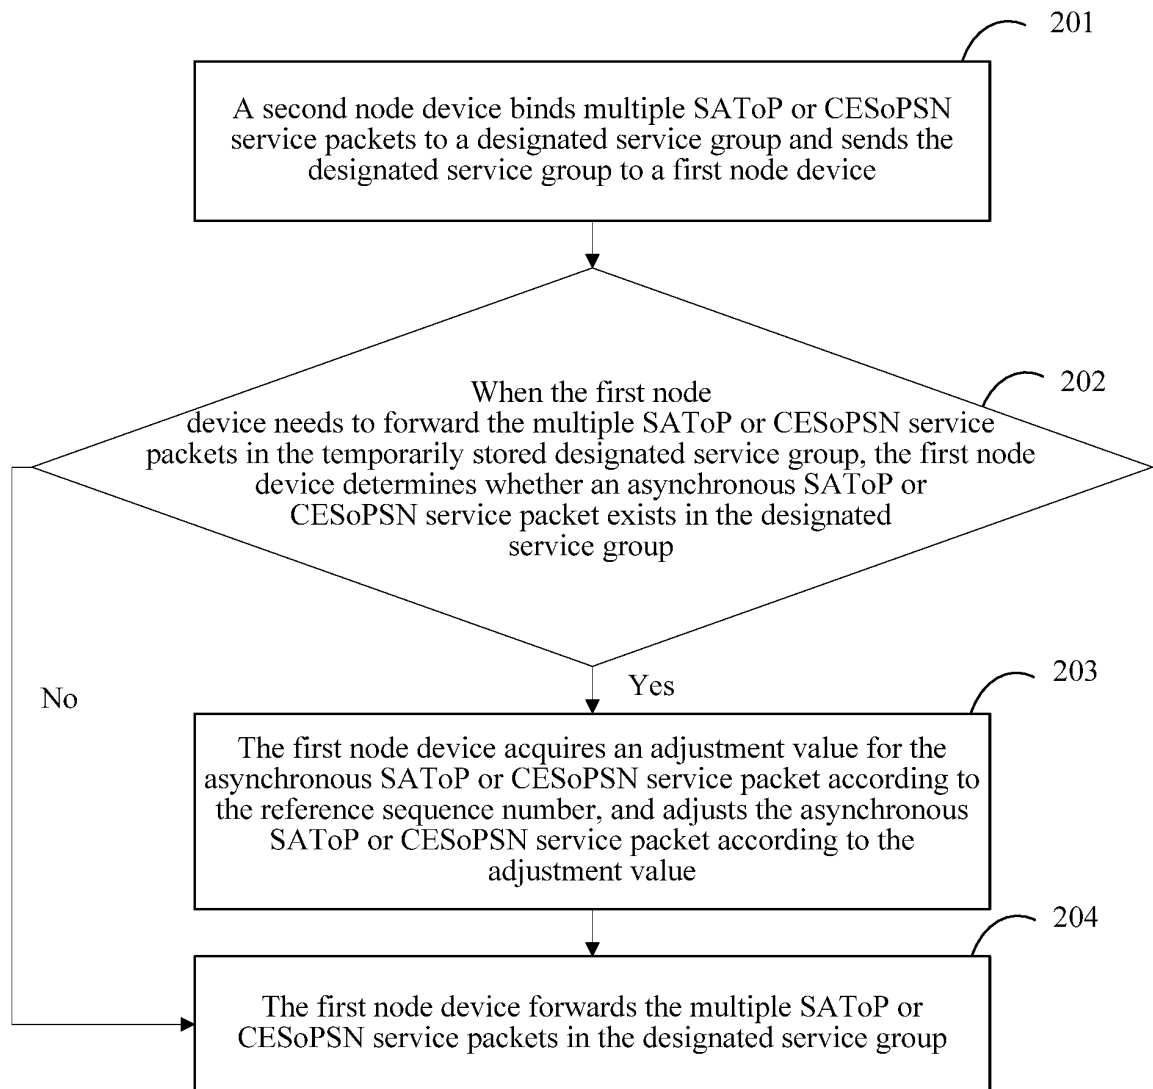 201
A second node device binds multiple SAToP or CESoPSN
service packets to a designated service group and sends the
designated service group to a first node device
202
When the first node
device needs to forward the multiple SAToP or CESoPSN service
packets in the temporarily stored designated service group, the first node
device determines whether an asynchronous SAToP or
CESoPSN service packet exists in the designated
service group
No
Yes
203
The first node device acquires an adjustment value for the
asynchronous SAToP or CESoPSN service packet according to
the reference sequence number, and adjusts the asynchronous
SAToP or CESoPSN service packet according to the
adjustment value
204
The first node device forwards the multiple SAToP or
CESoPSN service packets in the designated service group